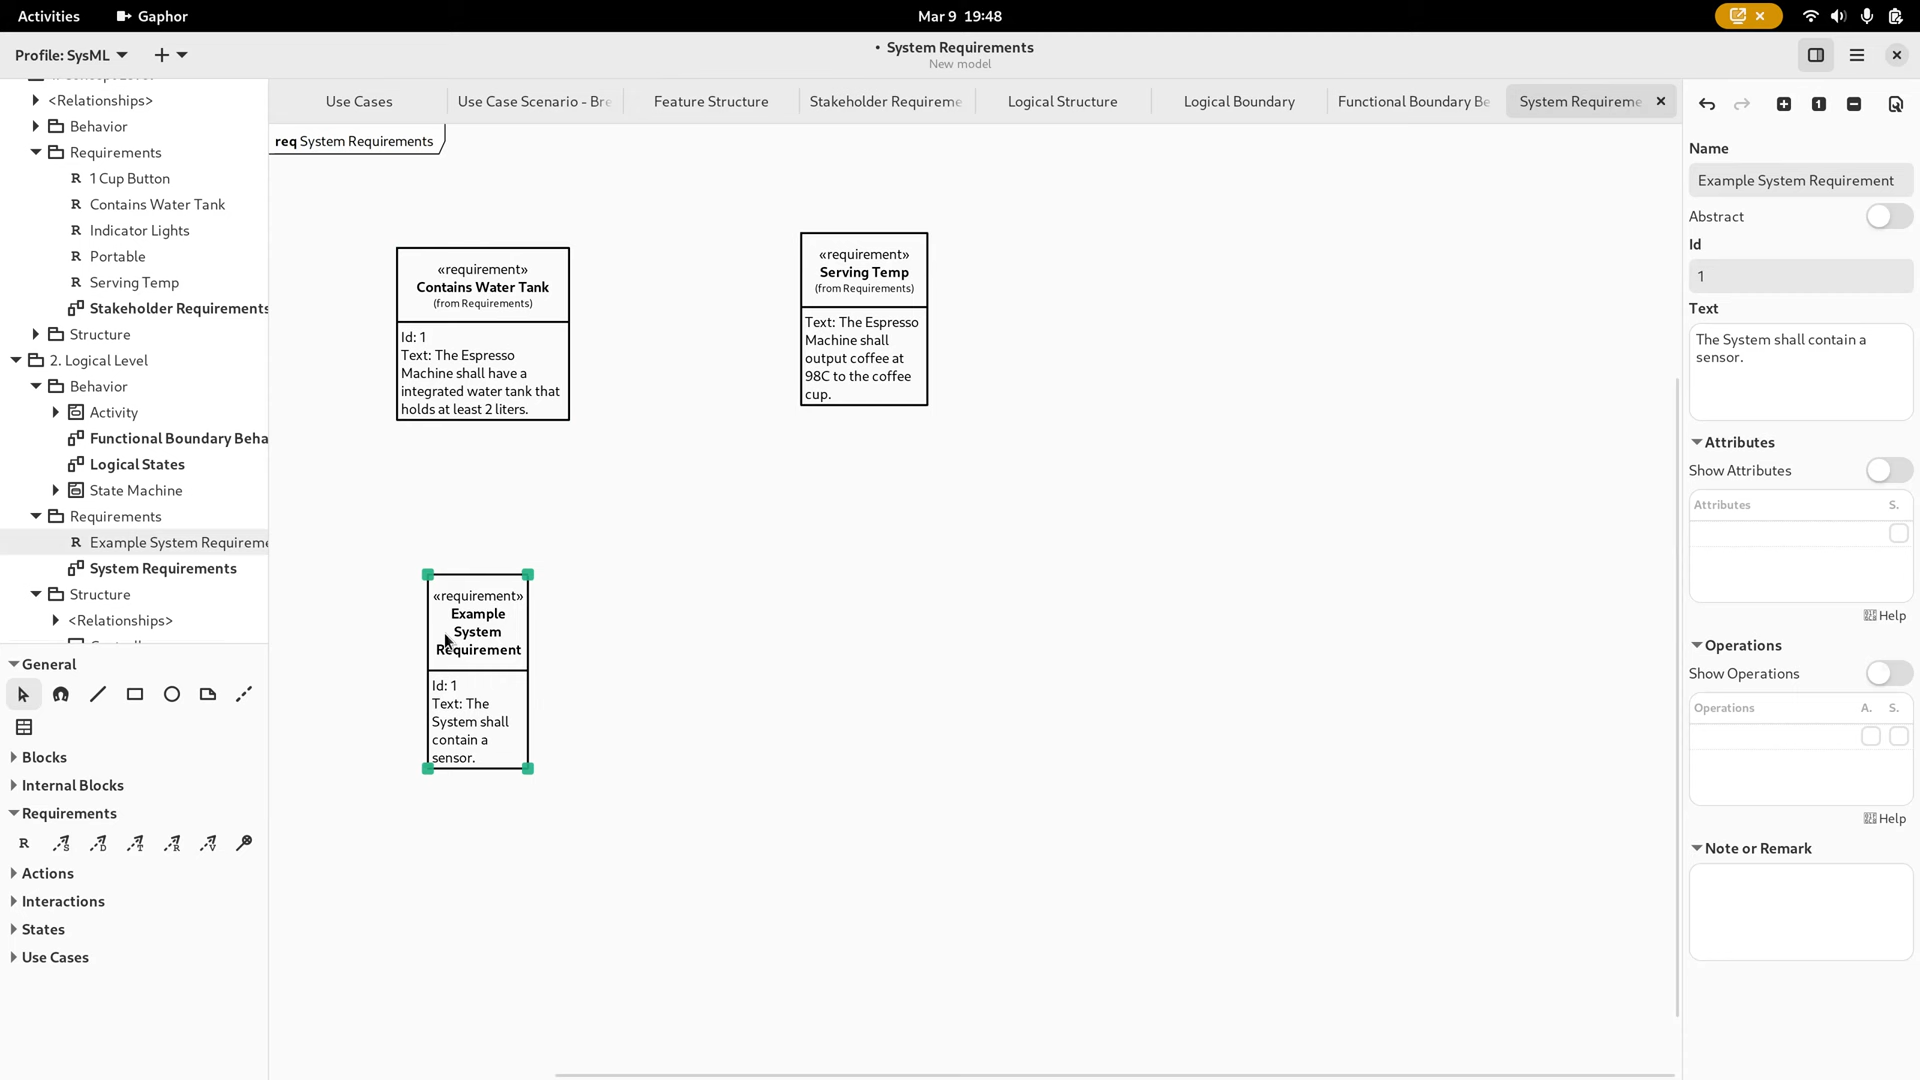 Activities
Gaphor
Mar 9 19:48
Profile: SysML
• System Requirements
New model
<Relationships>
Behavior
Requirements
R 1 Cup Button
R Contains Water Tank
R Indicator Lights
R Portable
R Serving Temp
Stakeholder Requirements
Structure
2. Logical Level
Behavior
Activity
Functional Boundary Beha
Logical States
State Machine
Requirements
R Example System Requireme
System Requirements
Structure
<Relationships>
General
Blocks
Internal Blocks
Requirements
R S D T R V
Actions
Interactions
States
Use Cases
Use Cases
Use Case Scenario - Bre
Feature Structure
Stakeholder Requireme
Logical Structure
Logical Boundary
Functional Boundary Be
System Requireme
req System Requirements
«requirement»
Contains Water Tank
(from Requirements)
Id: 1
Text: The Espresso
Machine shall have a
integrated water tank that
holds at least 2 liters.
«requirement»
Serving Temp
(from Requirements)
Text: The Espresso
Machine shall
output coffee at
98C to the coffee
cup.
«requirement»
Example
System
Requirement
Id: 1
Text: The
System shall
contain a
sensor.
1
Name
Example System Requirement
Abstract
Id
1
Text
The System shall contain a
sensor.
Attributes
Show Attributes
Attributes S.
Help
Operations
Show Operations
Operations A. S.
Help
Note or Remark